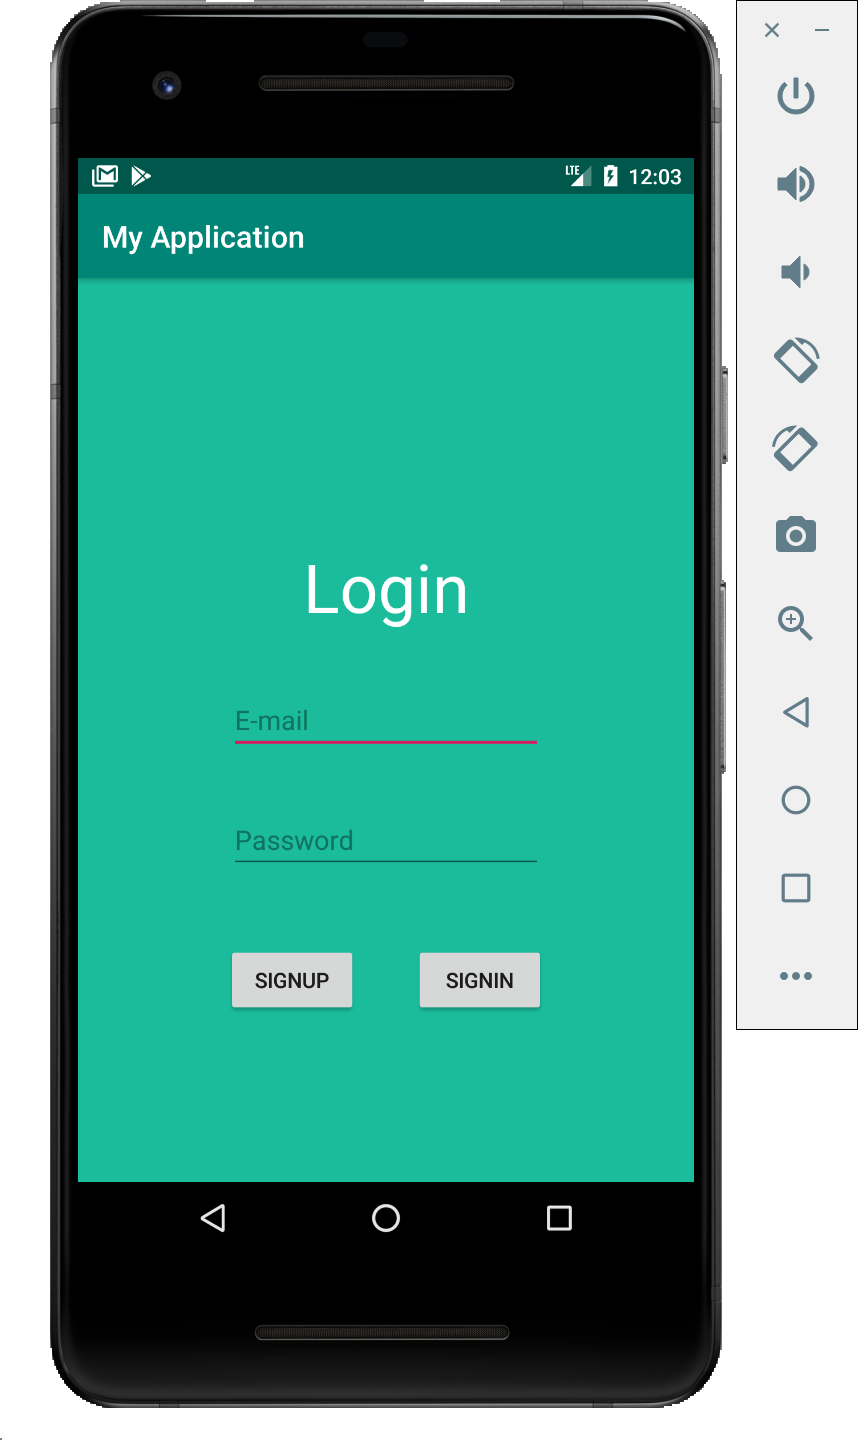 LTE 12:03
My Application
Login
E-mail
Password
SIGNUP SIGNIN